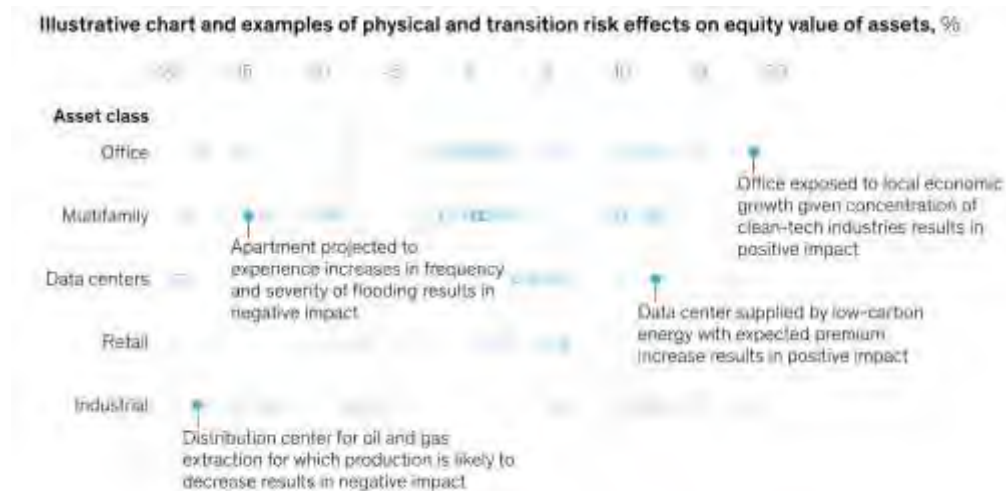 Illustrative chart and examples of physical and transition risk effects on equity value of assets, %
Asset class
Office
Office exposed to local economic
growth given concentration of
clean-tech industries results in
positive impact
Multifamily
Apartment projected to
experience increases in frequency
and severity of flooding results in
negative impact
Data centers
Data center supplied by low-carbon
energy with expected premium
increase results in positive impact
Retail
Industrial
Distribution center for oil and gas
extraction for which production is likely to
decrease results in negative impact